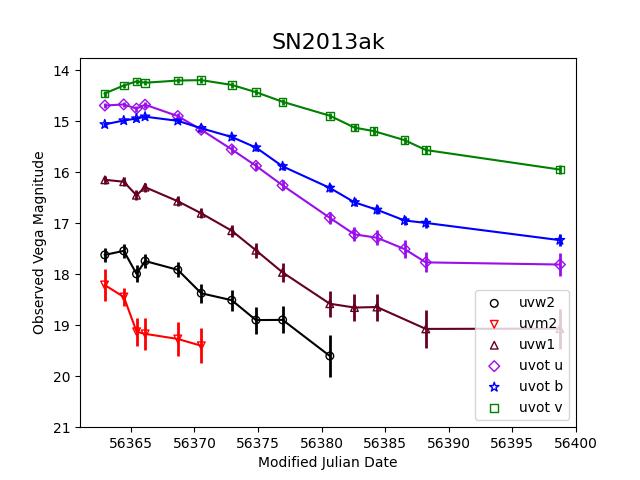 SN2013ak
Observed Vega Magnitude
14
15
16
17
18
19
20
21
uvw2
uvm2
uvw1
uvot u
uvot b
uvot v
56365 56370 56375 56380 56385 56390 56395 56400
Modified Julian Date